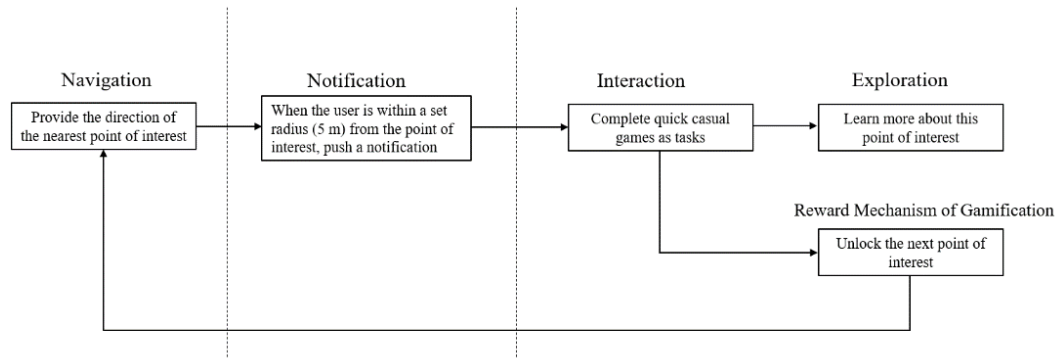 Navigation
Provide the direction of
the nearest point of interest
Notification
When the user is within a set
radius (5 m) from the point of
interest, push a notification
Interaction
Complete quick casual
games as tasks
Exploration
Learn more about this
point of interest
Reward Mechanism of Gamification
Unlock the next point of
interest